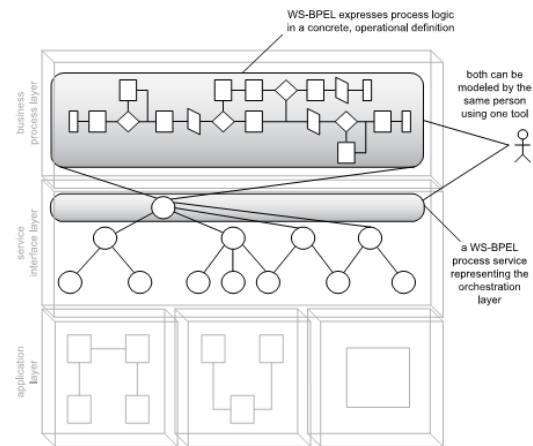 WS-BPEL expresses process logic
in a concrete, operational definition
both can be
modeled by the
same person
using one tool
business
process layer
service
interface layer
a WS-BPEL
process service
representing the
orchestration
layer
application
layer